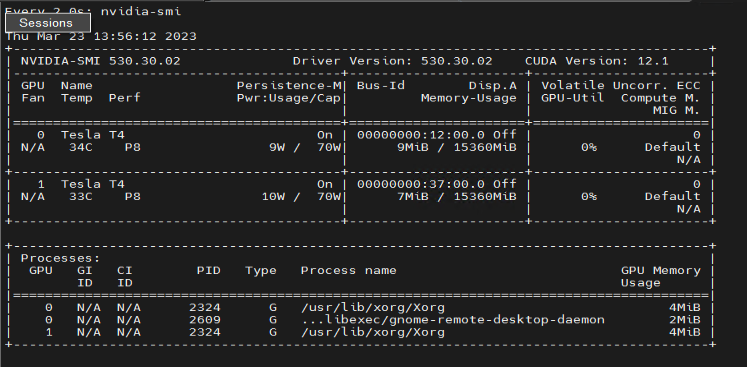 Every 2.0s: nvidia-smi
Sessions
Thu Mar 23 13:56:12 2023
NVIDIA-SMI 530.30.02 Driver Version: 530.30.02 CUDA Version: 12.1
GPU Name Persistence-M| Bus-Id Disp.A | Volatile Uncorr. ECC
Fan Temp Perf Pwr:Usage/Cap| Memory-Usage | GPU-Util Compute M.
MIG M.
0 Tesla T4 On | 00000000:12:00.0 Off | 0
N/A 34C P8 9W / 70W| 9MiB / 15360MiB | 0% Default
N/A
1 Tesla T4 On | 00000000:37:00.0 Off | 0
N/A 33C P8 10W / 70W| 7MiB / 15360MiB | 0% Default
N/A
Processes:
GPU GI CI PID Type Process name GPU Memory
ID ID Usage
0 N/A N/A 2324 G /usr/lib/xorg/Xorg 4MiB
0 N/A N/A 2609 G ...libexec/gnome-remote-desktop-daemon 2MiB
1 N/A N/A 2324 G /usr/lib/xorg/Xorg 4MiB